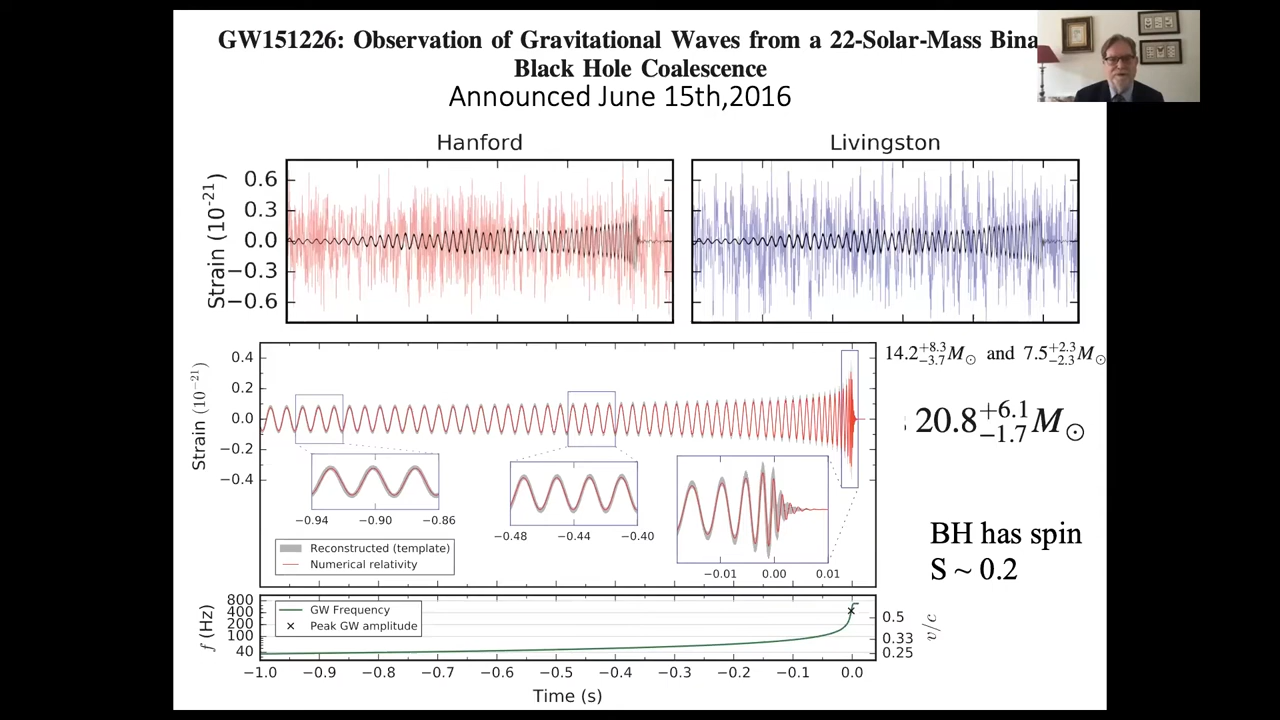 GW151226: Observation of Gravitational Waves from a 22-Solar-Mass Bina
Black Hole Coalescence
Announced June 15th,2016
Hanford
Livingston
Strain (10⁻²¹)
0.6
0.3
0.0
−0.3
−0.6
Strain (10⁻²¹)
0.4
0.2
0.0
−0.2
−0.4
−0.94 −0.90 −0.86
−0.48 −0.44 −0.40
−0.01 0.00 0.01
Reconstructed (template)
Numerical relativity
14.2+8.3−3.7 M⊙ and 7.5+2.3−2.3 M⊙
20.8+6.1−1.7 M⊙
BH has spin
S ~ 0.2
f (Hz)
800
400
200
100
40
GW Frequency
Peak GW amplitude
0.5
0.33
0.25
v/c
−1.0 −0.9 −0.8 −0.7 −0.6 −0.5 −0.4 −0.3 −0.2 −0.1 0.0
Time (s)